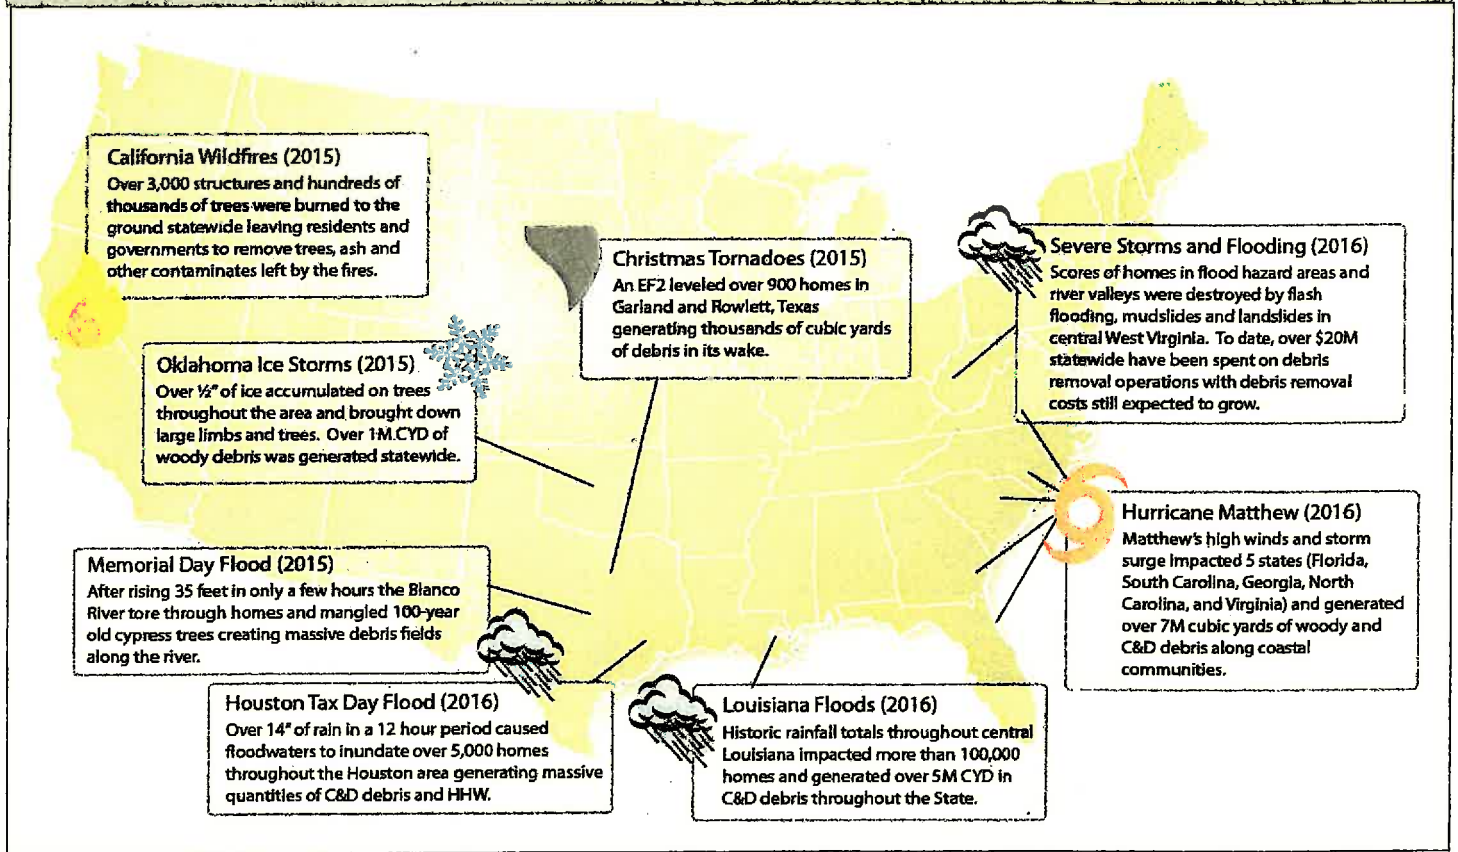 California Wildfires (2015)
Over 3,000 structures and hundreds of
thousands of trees were burned to the
ground statewide leaving residents and
governments to remove trees, ash and
other contaminates left by the fires.
Christmas Tornadoes (2015)
An EF2 leveled over 900 homes in
Garland and Rowlett, Texas
generating thousands of cubic yards
of debris in its wake.
Severe Storms and Flooding (2016)
Scores of homes in flood hazard areas and
river valleys were destroyed by flash
flooding, mudslides and landslides in
central West Virginia. To date, over $20M
statewide have been spent on debris
removal operations with debris removal
costs still expected to grow.
Oklahoma Ice Storms (2015)
Over ½" of ice accumulated on trees
throughout the area and brought down
large limbs and trees. Over 1M CYD of
woody debris was generated statewide.
Hurricane Matthew (2016)
Matthew's high winds and storm
surge impacted 5 states (Florida,
South Carolina, Georgia, North
Carolina, and Virginia) and generated
over 7M cubic yards of woody and
C&D debris along coastal
communities.
Memorial Day Flood (2015)
After rising 35 feet in only a few hours the Blanco
River tore through homes and mangled 100-year
old cypress trees creating massive debris fields
along the river.
Houston Tax Day Flood (2016)
Over 14" of rain in a 12 hour period caused
floodwaters to inundate over 5,000 homes
throughout the Houston area generating massive
quantities of C&D debris and HHW.
Louisiana Floods (2016)
Historic rainfall totals throughout central
Louisiana impacted more than 100,000
homes and generated over 5M CYD in
C&D debris throughout the State.